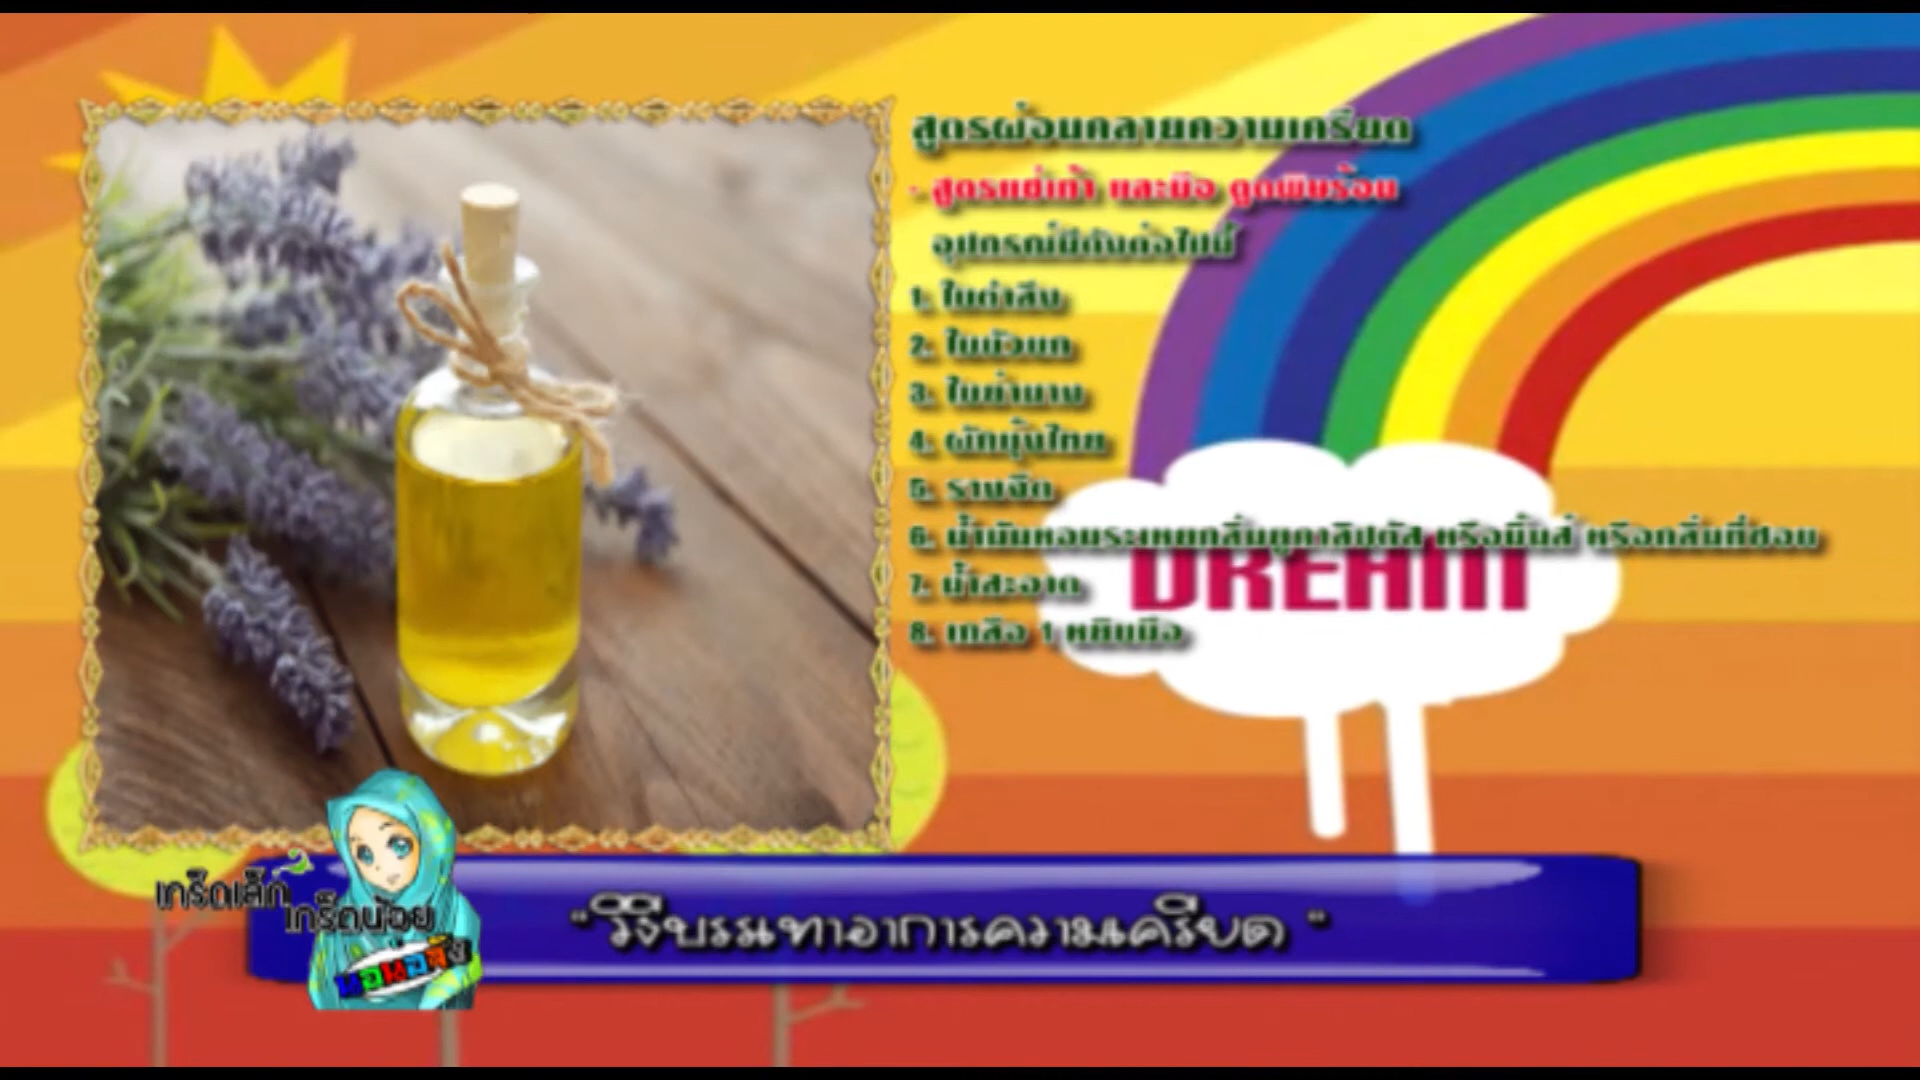 สูตรผ่อนคลายความเครียด
- สูตรแช่เท้า และมือ ดูดพิษร้อน
อุปกรณ์มีดังต่อไปนี้
1. ใบตำลึง
2. ใบบัวบก
3. ใบย่านาง
4. ผักบุ้งไทย
5. รางจืด
6. น้ำมันหอมระเหยกลิ่นยูคาลิปตัส หรือมิ้นส์ หรือกลิ่นที่ชอบ
7. น้ำสะอาด
8. เกลือ 1 หยิบมือ
DREAM
เกร็ดเล็ก
เกร็ดน้อย
"วิธีบรรเทาอาการความเครียด"